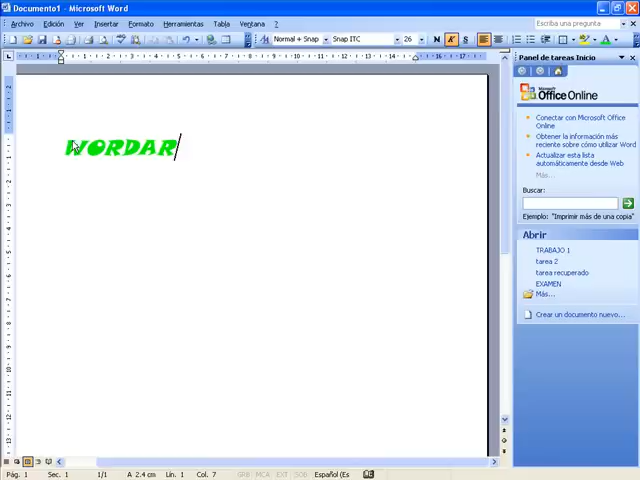 Documento1 - Microsoft Word
Archivo Edición Ver Insertar Formato Herramientas Tabla Ventana ? Escriba una pregunta
Normal + Snap Snap ITC 26 N K S
Panel de tareas Inicio
Microsoft
Office Online
Conectar con Microsoft Office
Online
Obtener la información más
reciente sobre cómo utilizar Word
Actualizar esta lista
automáticamente desde Web
Más...
Buscar:
Ejemplo: "Imprimir más de una copia"
Abrir
TRABAJO 1
tarea 2
tarea recuperado
EXAMEN
Más...
Crear un documento nuevo...
WORDAR
Pág. 1 Sec. 1 1/1 A 2.4 cm Lín. 1 Col. 7 GRB MCA EXT SOB Español (Es